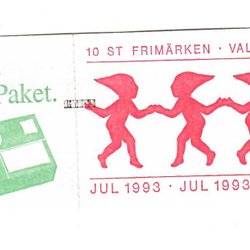 Paket.
10 ST FRIMÄRKEN · VAL
JUL 1993 · JUL 1993